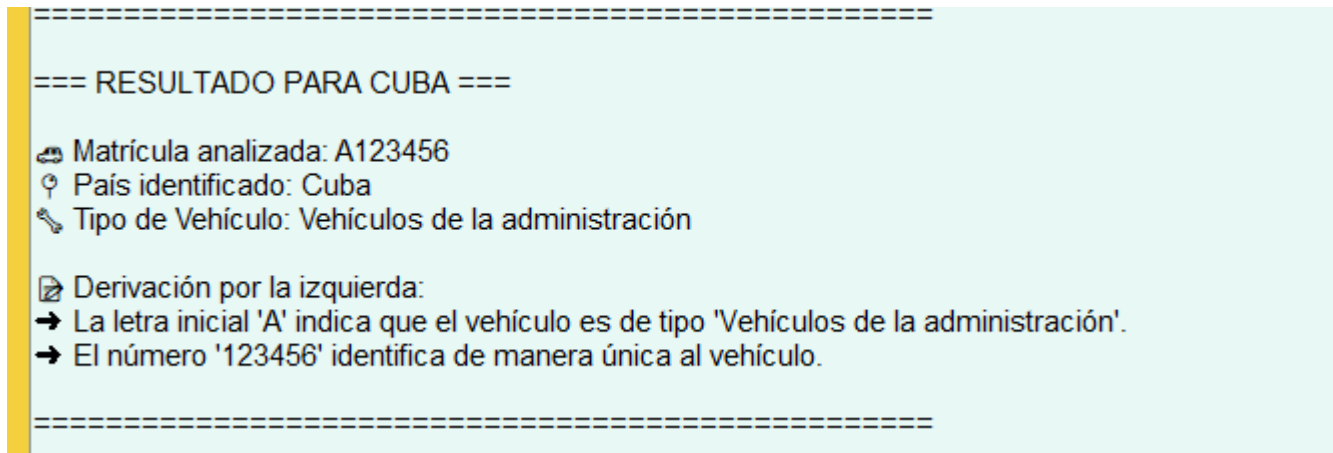 ==================================================
=== RESULTADO PARA CUBA ===
🚗 Matrícula analizada: A123456
📍 País identificado: Cuba
🔧 Tipo de Vehículo: Vehículos de la administración
📝 Derivación por la izquierda:
➜ La letra inicial 'A' indica que el vehículo es de tipo 'Vehículos de la administración'.
➜ El número '123456' identifica de manera única al vehículo.
==================================================